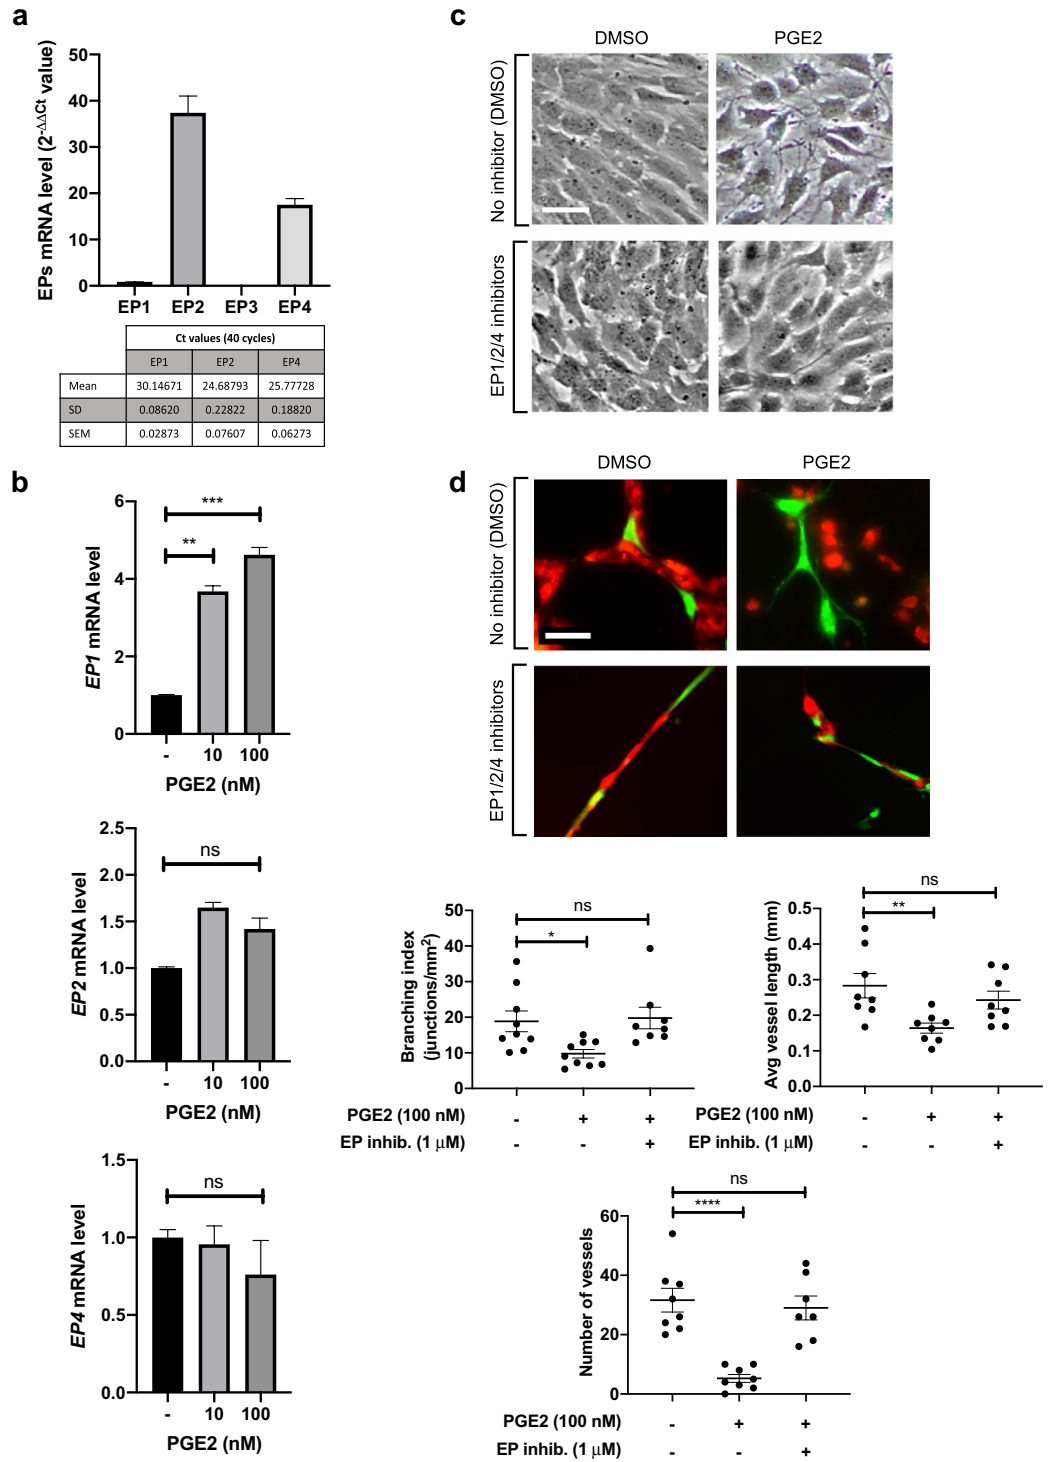 a
EPs mRNA level (2-ΔΔCt value)
50
40
30
20
10
0
EP1 EP2 EP3 EP4
Ct values (40 cycles)
EP1 EP2 EP4
Mean 30.14671 24.68793 25.77728
SD 0.08620 0.22822 0.18820
SEM 0.02873 0.07607 0.06273
b
EP1 mRNA level
6
4
2
0
***
**
- 10 100
PGE2 (nM)
EP2 mRNA level
2.5
2.0
1.5
1.0
0.5
0.0
ns
- 10 100
PGE2 (nM)
EP4 mRNA level
1.5
1.0
0.5
0.0
ns
- 10 100
PGE2 (nM)
c
DMSO PGE2
No inhibitor (DMSO)
EP1/2/4 inhibitors
d
DMSO PGE2
No inhibitor (DMSO)
EP1/2/4 inhibitors
Branching index
(junctions/mm2)
50
40
30
20
10
0
ns
*
PGE2 (100 nM) - + +
EP inhib. (1 μM) - - +
Avg vessel length (mm)
0.5
0.4
0.3
0.2
0.1
0.0
ns
**
PGE2 (100 nM) - + +
EP inhib. (1 μM) - - +
Number of vessels
60
40
20
0
ns
****
PGE2 (100 nM) - + +
EP inhib. (1 μM) - - +